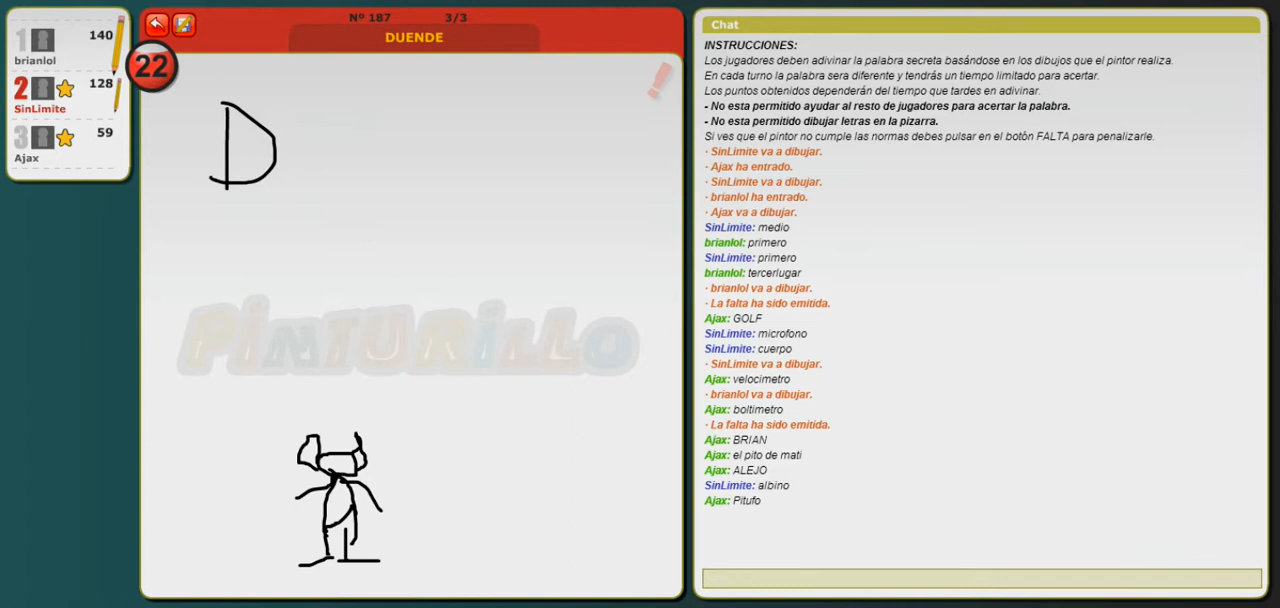 1
140
brianlol
2
128
SinLimite
3
59
Ajax
22
Nº 187 3/3
DUENDE
!
D
PINTURILLO
Chat
INSTRUCCIONES:
Los jugadores deben adivinar la palabra secreta basándose en los dibujos que el pintor realiza.
En cada turno la palabra sera diferente y tendrás un tiempo limitado para acertar.
Los puntos obtenidos dependerán del tiempo que tardes en adivinar.
- No esta permitido ayudar al resto de jugadores para acertar la palabra.
- No esta permitido dibujar letras en la pizarra.
Si ves que el pintor no cumple las normas debes pulsar en el botón FALTA para penalizarle.
· SinLimite va a dibujar.
· Ajax ha entrado.
· SinLimite va a dibujar.
· brianlol ha entrado.
· Ajax va a dibujar.
SinLimite: medio
brianlol: primero
SinLimite: primero
brianlol: tercerlugar
· brianlol va a dibujar.
· La falta ha sido emitida.
Ajax: GOLF
SinLimite: microfono
SinLimite: cuerpo
· SinLimite va a dibujar.
Ajax: velocimetro
· brianlol va a dibujar.
Ajax: boltimetro
· La falta ha sido emitida.
Ajax: BRIAN
Ajax: el pito de mati
Ajax: ALEJO
SinLimite: albino
Ajax: Pitufo